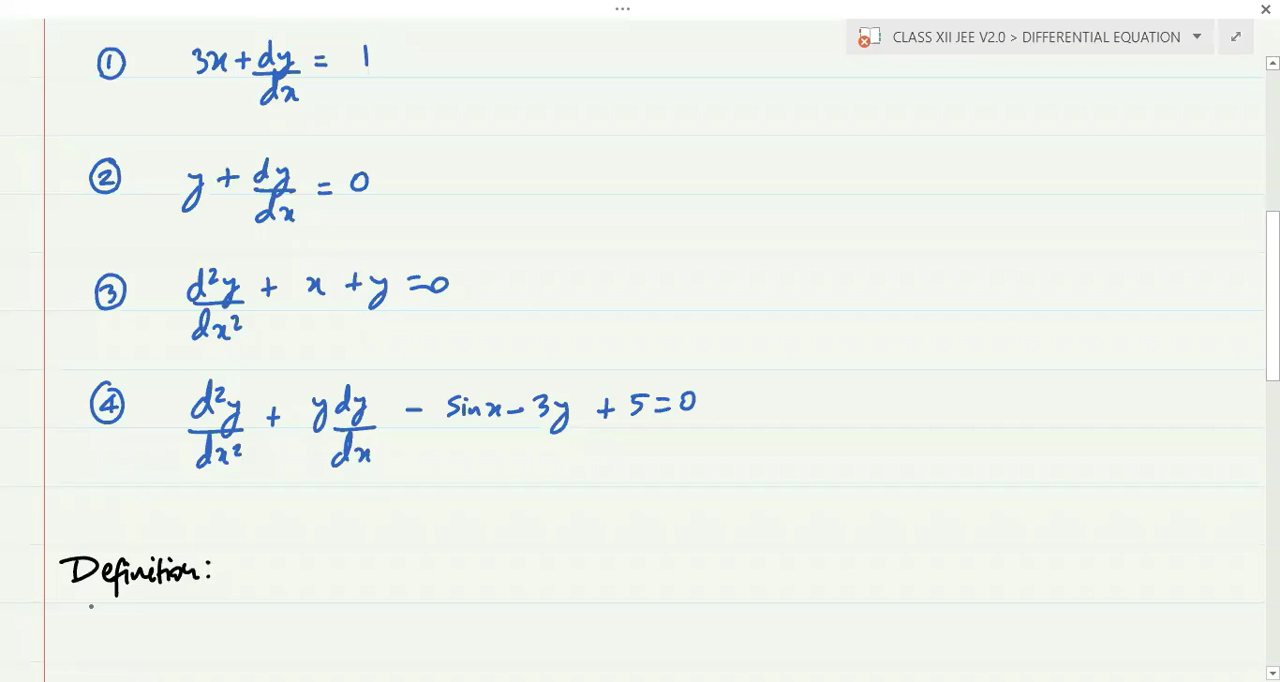 CLASS XII JEE V2.0 > DIFFERENTIAL EQUATION
① 3x + dy/dx = 1
② y + dy/dx = 0
③ d²y/dx² + x + y = 0
④ d²y/dx² + y dy/dx - sinx - 3y + 5 = 0
Definition: